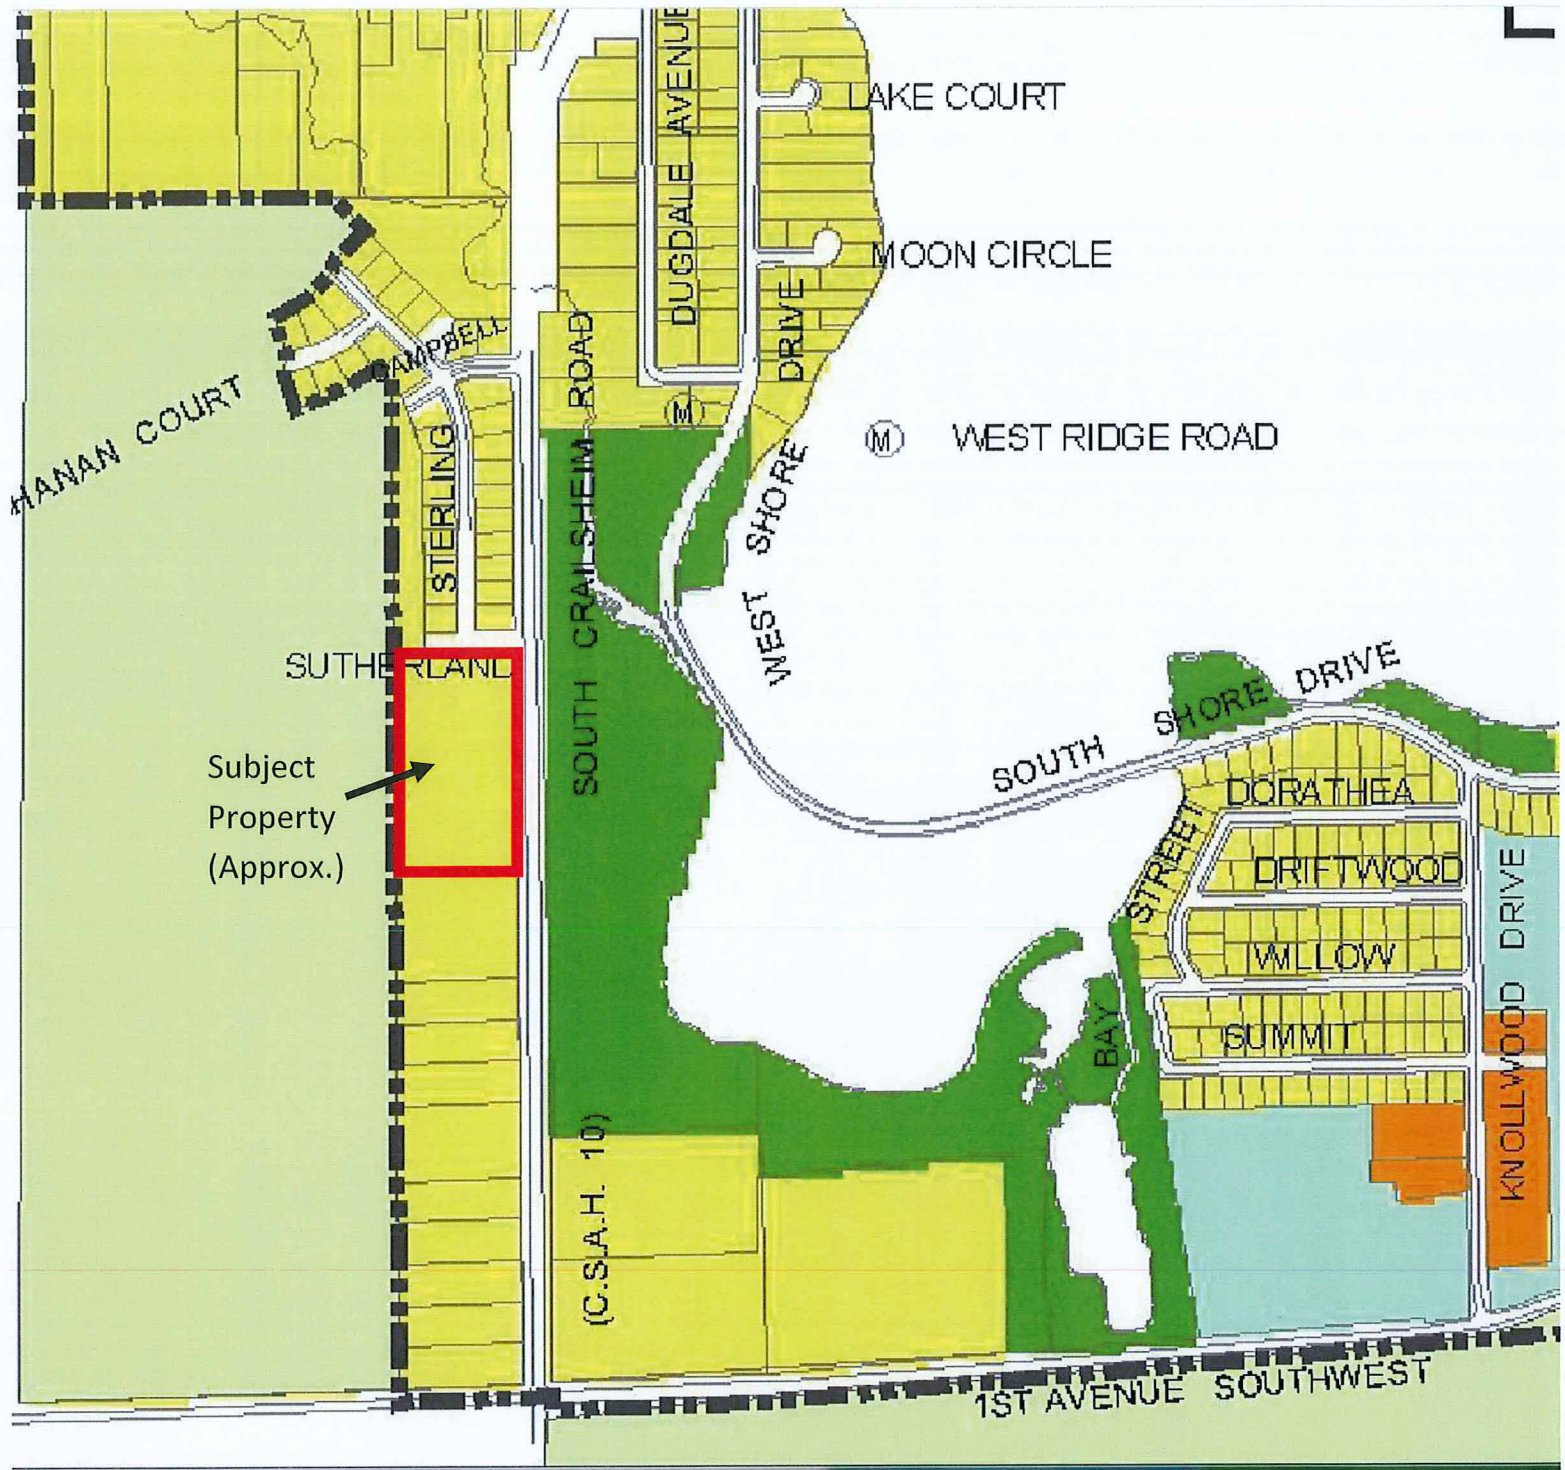 LAKE COURT
DUGDALE AVENUE
MOON CIRCLE
DRIVE
CAMPBELL
HANAN COURT
M
M WEST RIDGE ROAD
STERLING
WEST SHORE
SOUTH CRAILSHEIM ROAD
SUTHERLAND
SOUTH SHORE DRIVE
Subject
Property
(Approx.)
DORATHEA
STREET
DRIFTWOOD
KNOLLWOOD DRIVE
WILLOW
BAY
SUMMIT
(C.S.A.H. 10)
1ST AVENUE SOUTHWEST